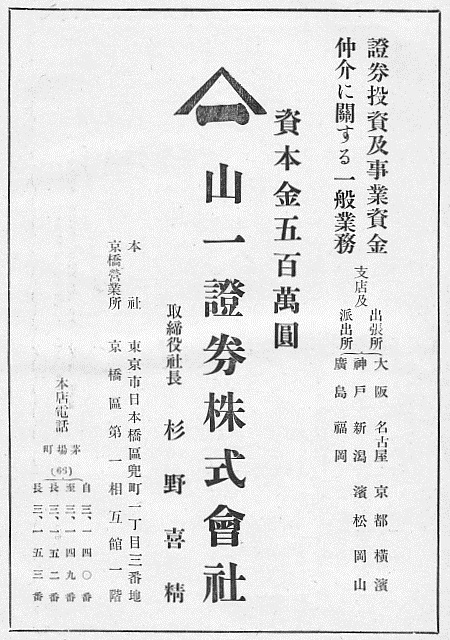 證券投資及事業資金
仲介に關する一般業務
支店及
出張所
派出所
大阪 名古屋 京都 橫濱
神戶 新潟 濱松 岡山
廣島 福岡
資本金五百萬圓
山一證券株式會社
取締役社長 杉野喜精
本社 東京市日本橋區兜町一丁目三番地
京橋營業所 京橋區第一相互館一階
本店電話
茅場町
(66)
自三、一四〇番
至三、一四九番
長三、一五二番
長三、一五三番